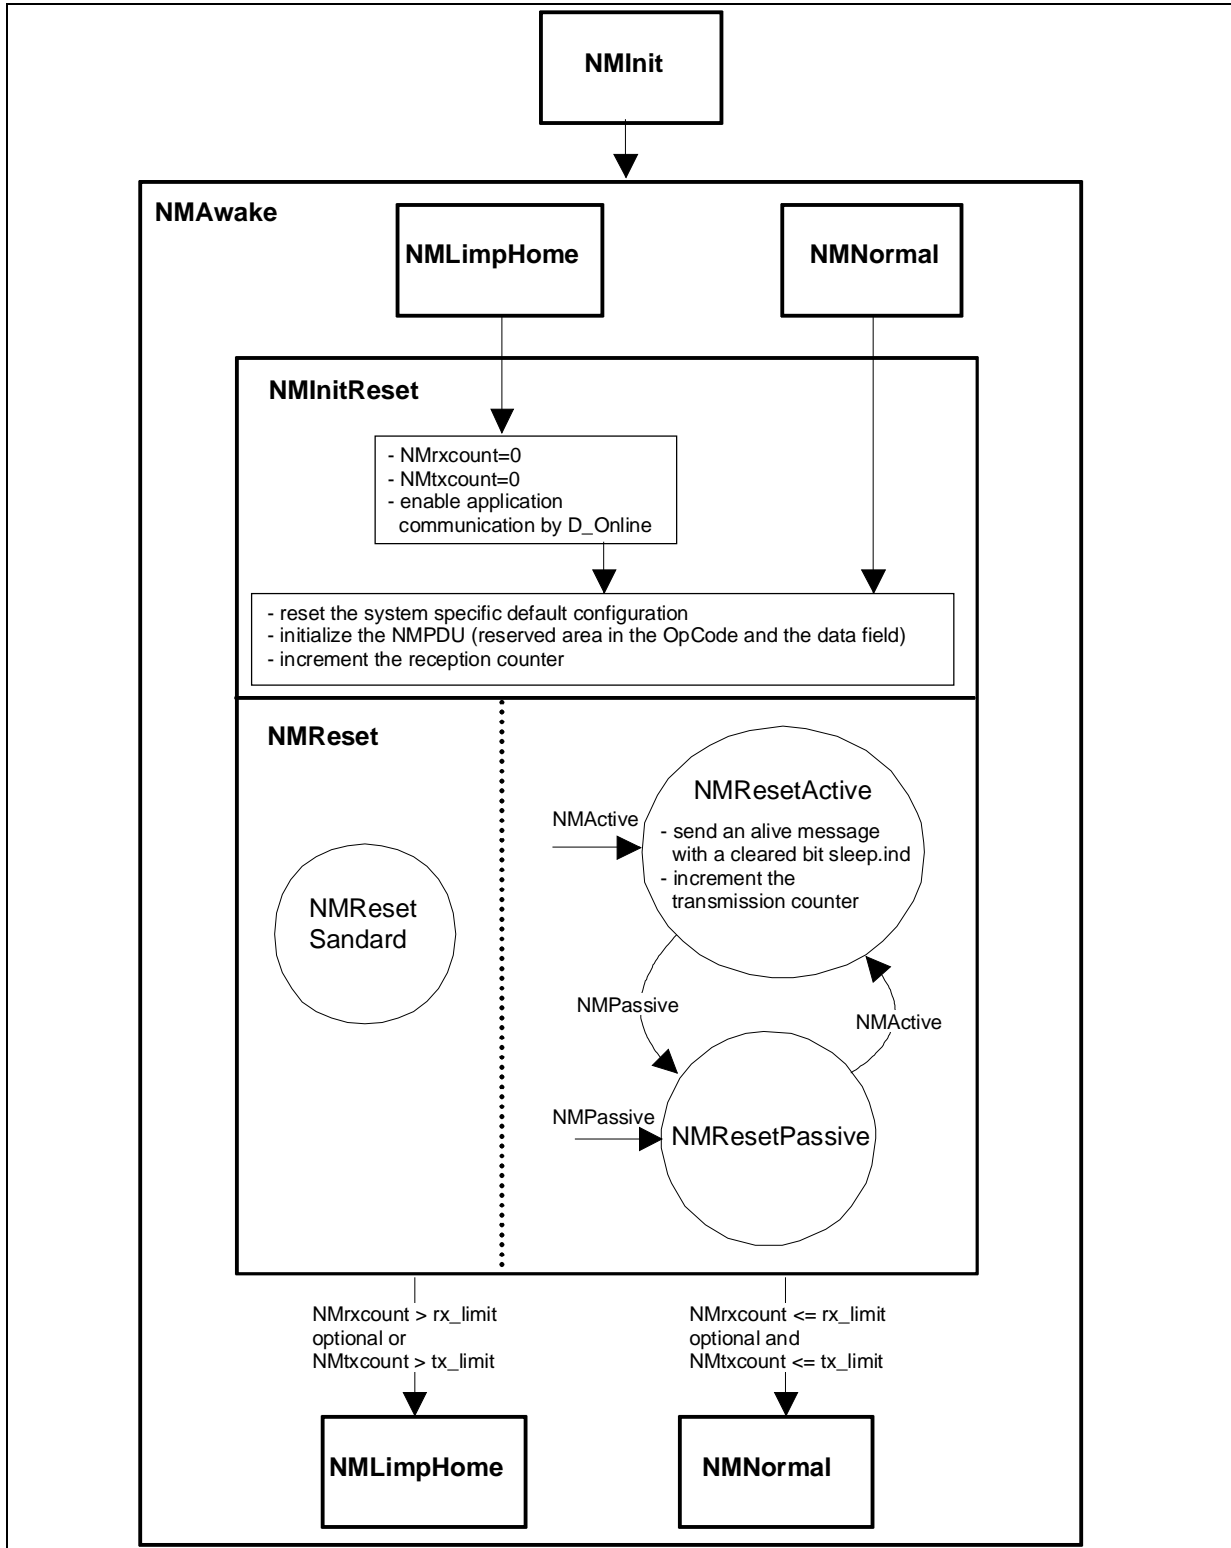 NMInit
NMAwake
NMLimpHome
NMNormal
NMInitReset
- NMrxcount=0
- NMtxcount=0
- enable application
communication by D_Online
- reset the system specific default configuration
- initialize the NMPDU (reserved area in the OpCode and the data field)
- increment the reception counter
NMReset
NMReset
Sandard
NMActive
NMResetActive
- send an alive message
with a cleared bit sleep.ind
- increment the
transmission counter
NMPassive
NMActive
NMPassive
NMResetPassive
NMrxcount > rx_limit
optional or
NMtxcount > tx_limit
NMrxcount <= rx_limit
optional and
NMtxcount <= tx_limit
NMLimpHome
NMNormal